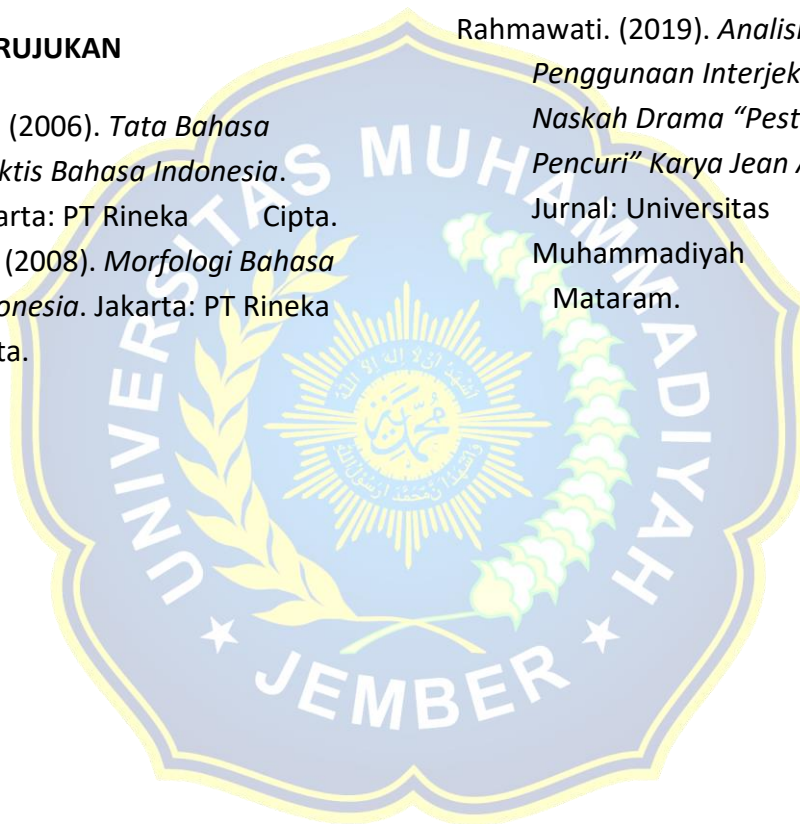 RUJUKAN
(2006). Tata Bahasa
ktis Bahasa Indonesia.
arta: PT Rineka Cipta.
(2008). Morfologi Bahasa
onesia. Jakarta: PT Rineka
ta.
Rahmawati. (2019). Analisi
Penggunaan Interjek
Naskah Drama “Pest
Pencuri” Karya Jean A
Jurnal: Universitas
Muhammadiyah
Mataram.
UNIVERSITAS MUHAMMADIYAH
JEMBER
محمدية